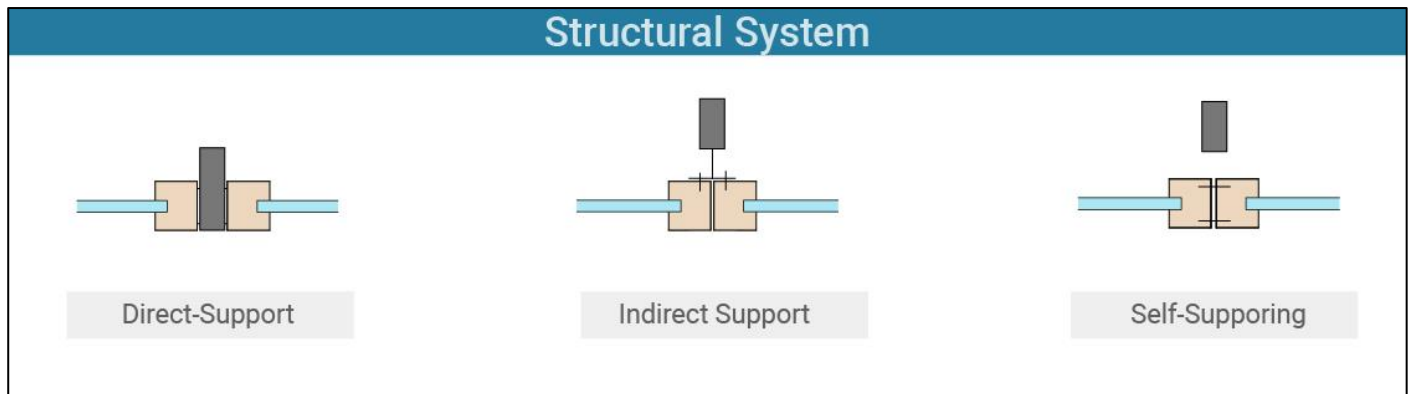 Structural System
Direct-Support
Indirect Support
Self-Supporing